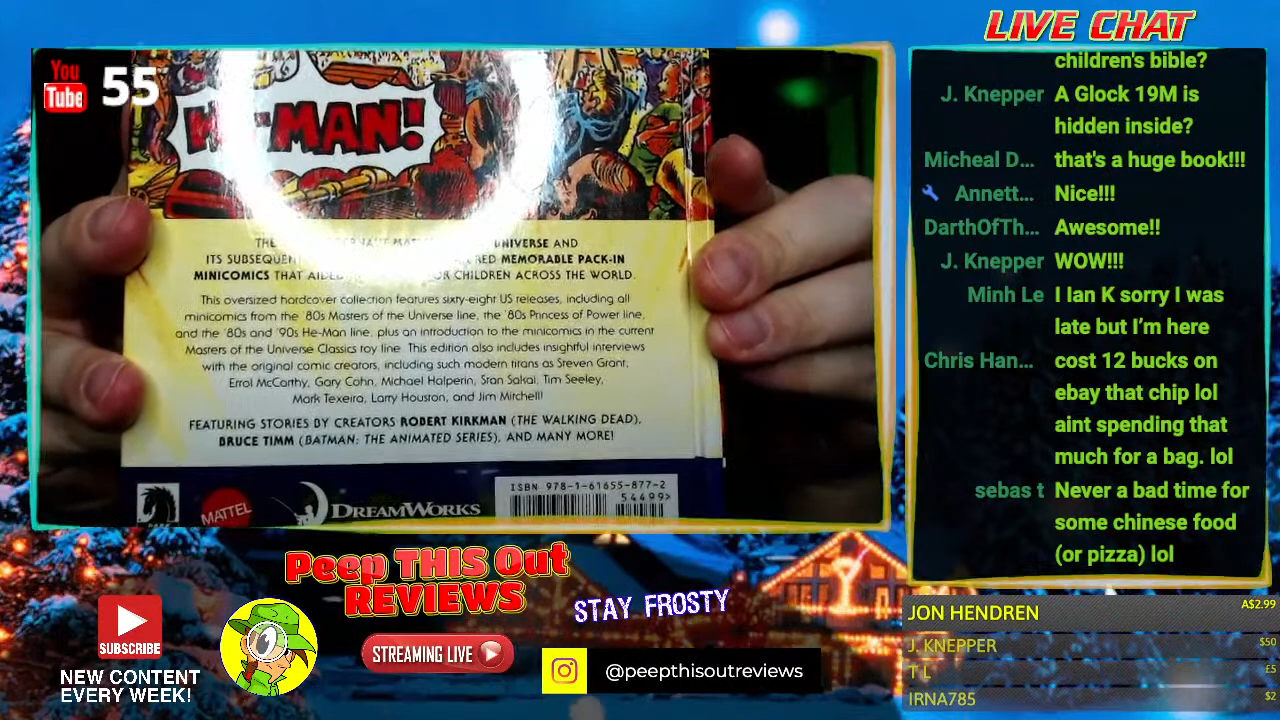 LIVE CHAT
You
Tube
55
-MAN!
UNIVERSE AND
ITS SUBSEQUENT
MEMORABLE PACK-IN
MINICOMICS THAT AIDED
CHILDREN ACROSS THE WORLD.
This oversized hardcover collection features sixty-eight US releases, including all
minicomics from the '80s Masters of the Universe line, the '80s Princess of Power line,
and the '80s and '90s He-Man line, plus an introduction to the minicomics in the current
Masters of the Universe Classics toy line. This edition also includes insightful interviews
with the original comic creators, including such modern titans as Steven Grant,
Errol McCarthy, Gary Cohn, Michael Halperin, Stan Sakai, Tim Seeley,
Mark Texeira, Larry Houston, and Jim Mitchell!
FEATURING STORIES BY CREATORS ROBERT KIRKMAN (THE WALKING DEAD),
BRUCE TIMM (BATMAN: THE ANIMATED SERIES), AND MANY MORE!
MATTEL
DREAMWORKS
ISBN 978-1-61655-877-2
54499>
children's bible?
J. Knepper A Glock 19M is
hidden inside?
Micheal D... that's a huge book!!!
Annett... Nice!!!
DarthOfTh... Awesome!!
J. Knepper WOW!!!
Minh Le I Ian K sorry I was
late but I'm here
Chris Han... cost 12 bucks on
ebay that chip lol
aint spending that
much for a bag. lol
sebas t Never a bad time for
some chinese food
(or pizza) lol
Peep THIS Out
REVIEWS
STAY FROSTY
SUBSCRIBE
NEW CONTENT
EVERY WEEK!
STREAMING LIVE
@peepthisoutreviews
JON HENDREN A$2.99
J. KNEPPER $50
T L £5
IRNA785 $2